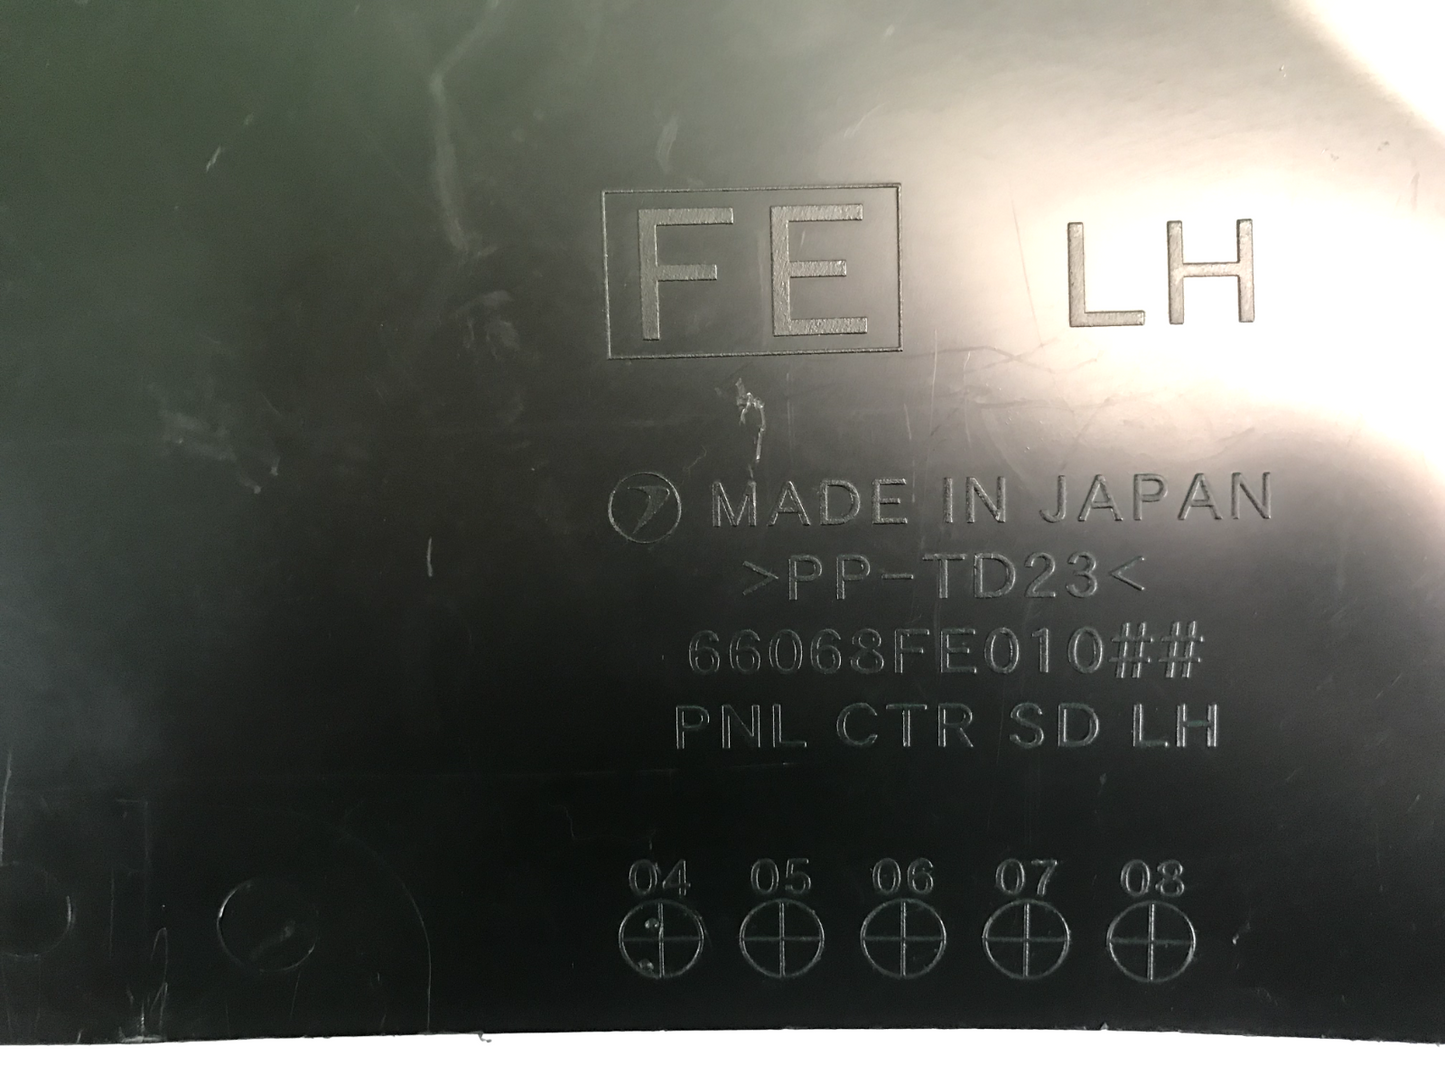 FE LH
MADE IN JAPAN
>PP-TD23<
66068FE010##
PNL CTR SD LH
04 05 06 07 08